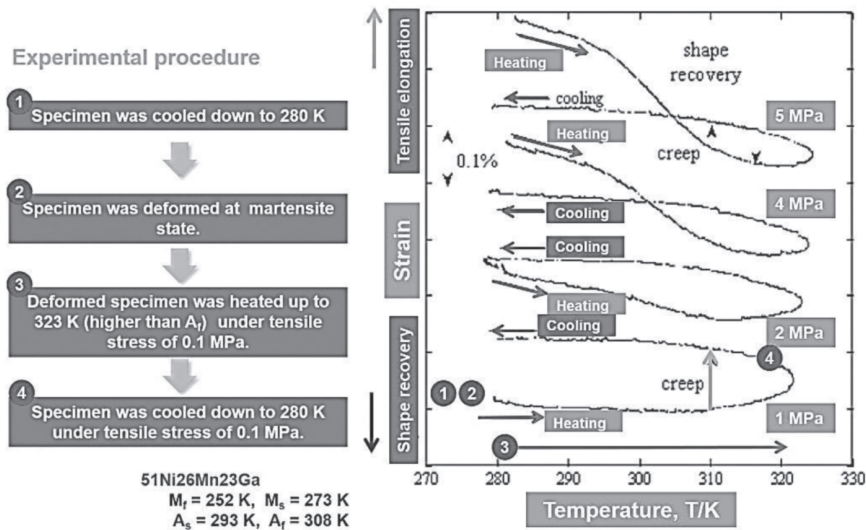 Experimental procedure
1
Specimen was cooled down to 280 K
2
Specimen was deformed at martensite
state.
3
Deformed specimen was heated up to
323 K (higher than Af) under tensile
stress of 0.1 MPa.
4
Specimen was cooled down to 280 K
under tensile stress of 0.1 MPa.
51Ni26Mn23Ga
Mf = 252 K, Ms = 273 K
As = 293 K, Af = 308 K
Tensile elongation
Strain
Shape recovery
0.1%
Heating
shape
recovery
cooling
5 MPa
Heating
creep
4 MPa
Cooling
Cooling
Heating
2 MPa
Cooling
4
creep
1 2
1 MPa
Heating
3
270 280 290 300 310 320 330
Temperature, T/K